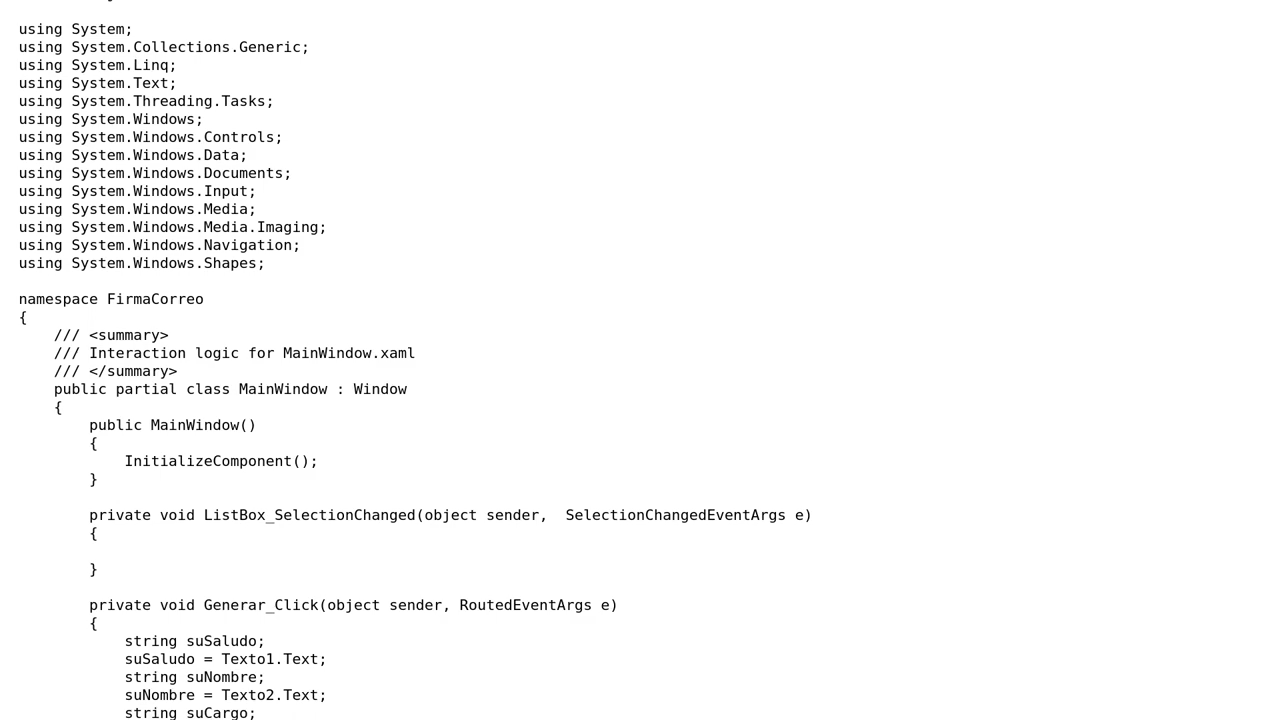 using System;
using System.Collections.Generic;
using System.Linq;
using System.Text;
using System.Threading.Tasks;
using System.Windows;
using System.Windows.Controls;
using System.Windows.Data;
using System.Windows.Documents;
using System.Windows.Input;
using System.Windows.Media;
using System.Windows.Media.Imaging;
using System.Windows.Navigation;
using System.Windows.Shapes;

namespace FirmaCorreo
{
    /// <summary>
    /// Interaction logic for MainWindow.xaml
    /// </summary>
    public partial class MainWindow : Window
    {
        public MainWindow()
        {
            InitializeComponent();
        }

        private void ListBox_SelectionChanged(object sender,  SelectionChangedEventArgs e)
        {

        }

        private void Generar_Click(object sender, RoutedEventArgs e)
        {
            string suSaludo;
            suSaludo = Texto1.Text;
            string suNombre;
            suNombre = Texto2.Text;
            string suCargo;